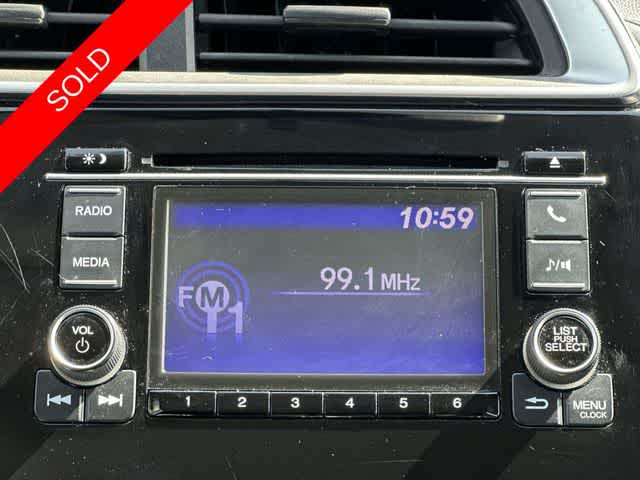 SOLD
RADIO
10:59
MEDIA
99.1 MHz
FM1
VOL
LIST
PUSH
SELECT
1 2 3 4 5 6
MENU
CLOCK